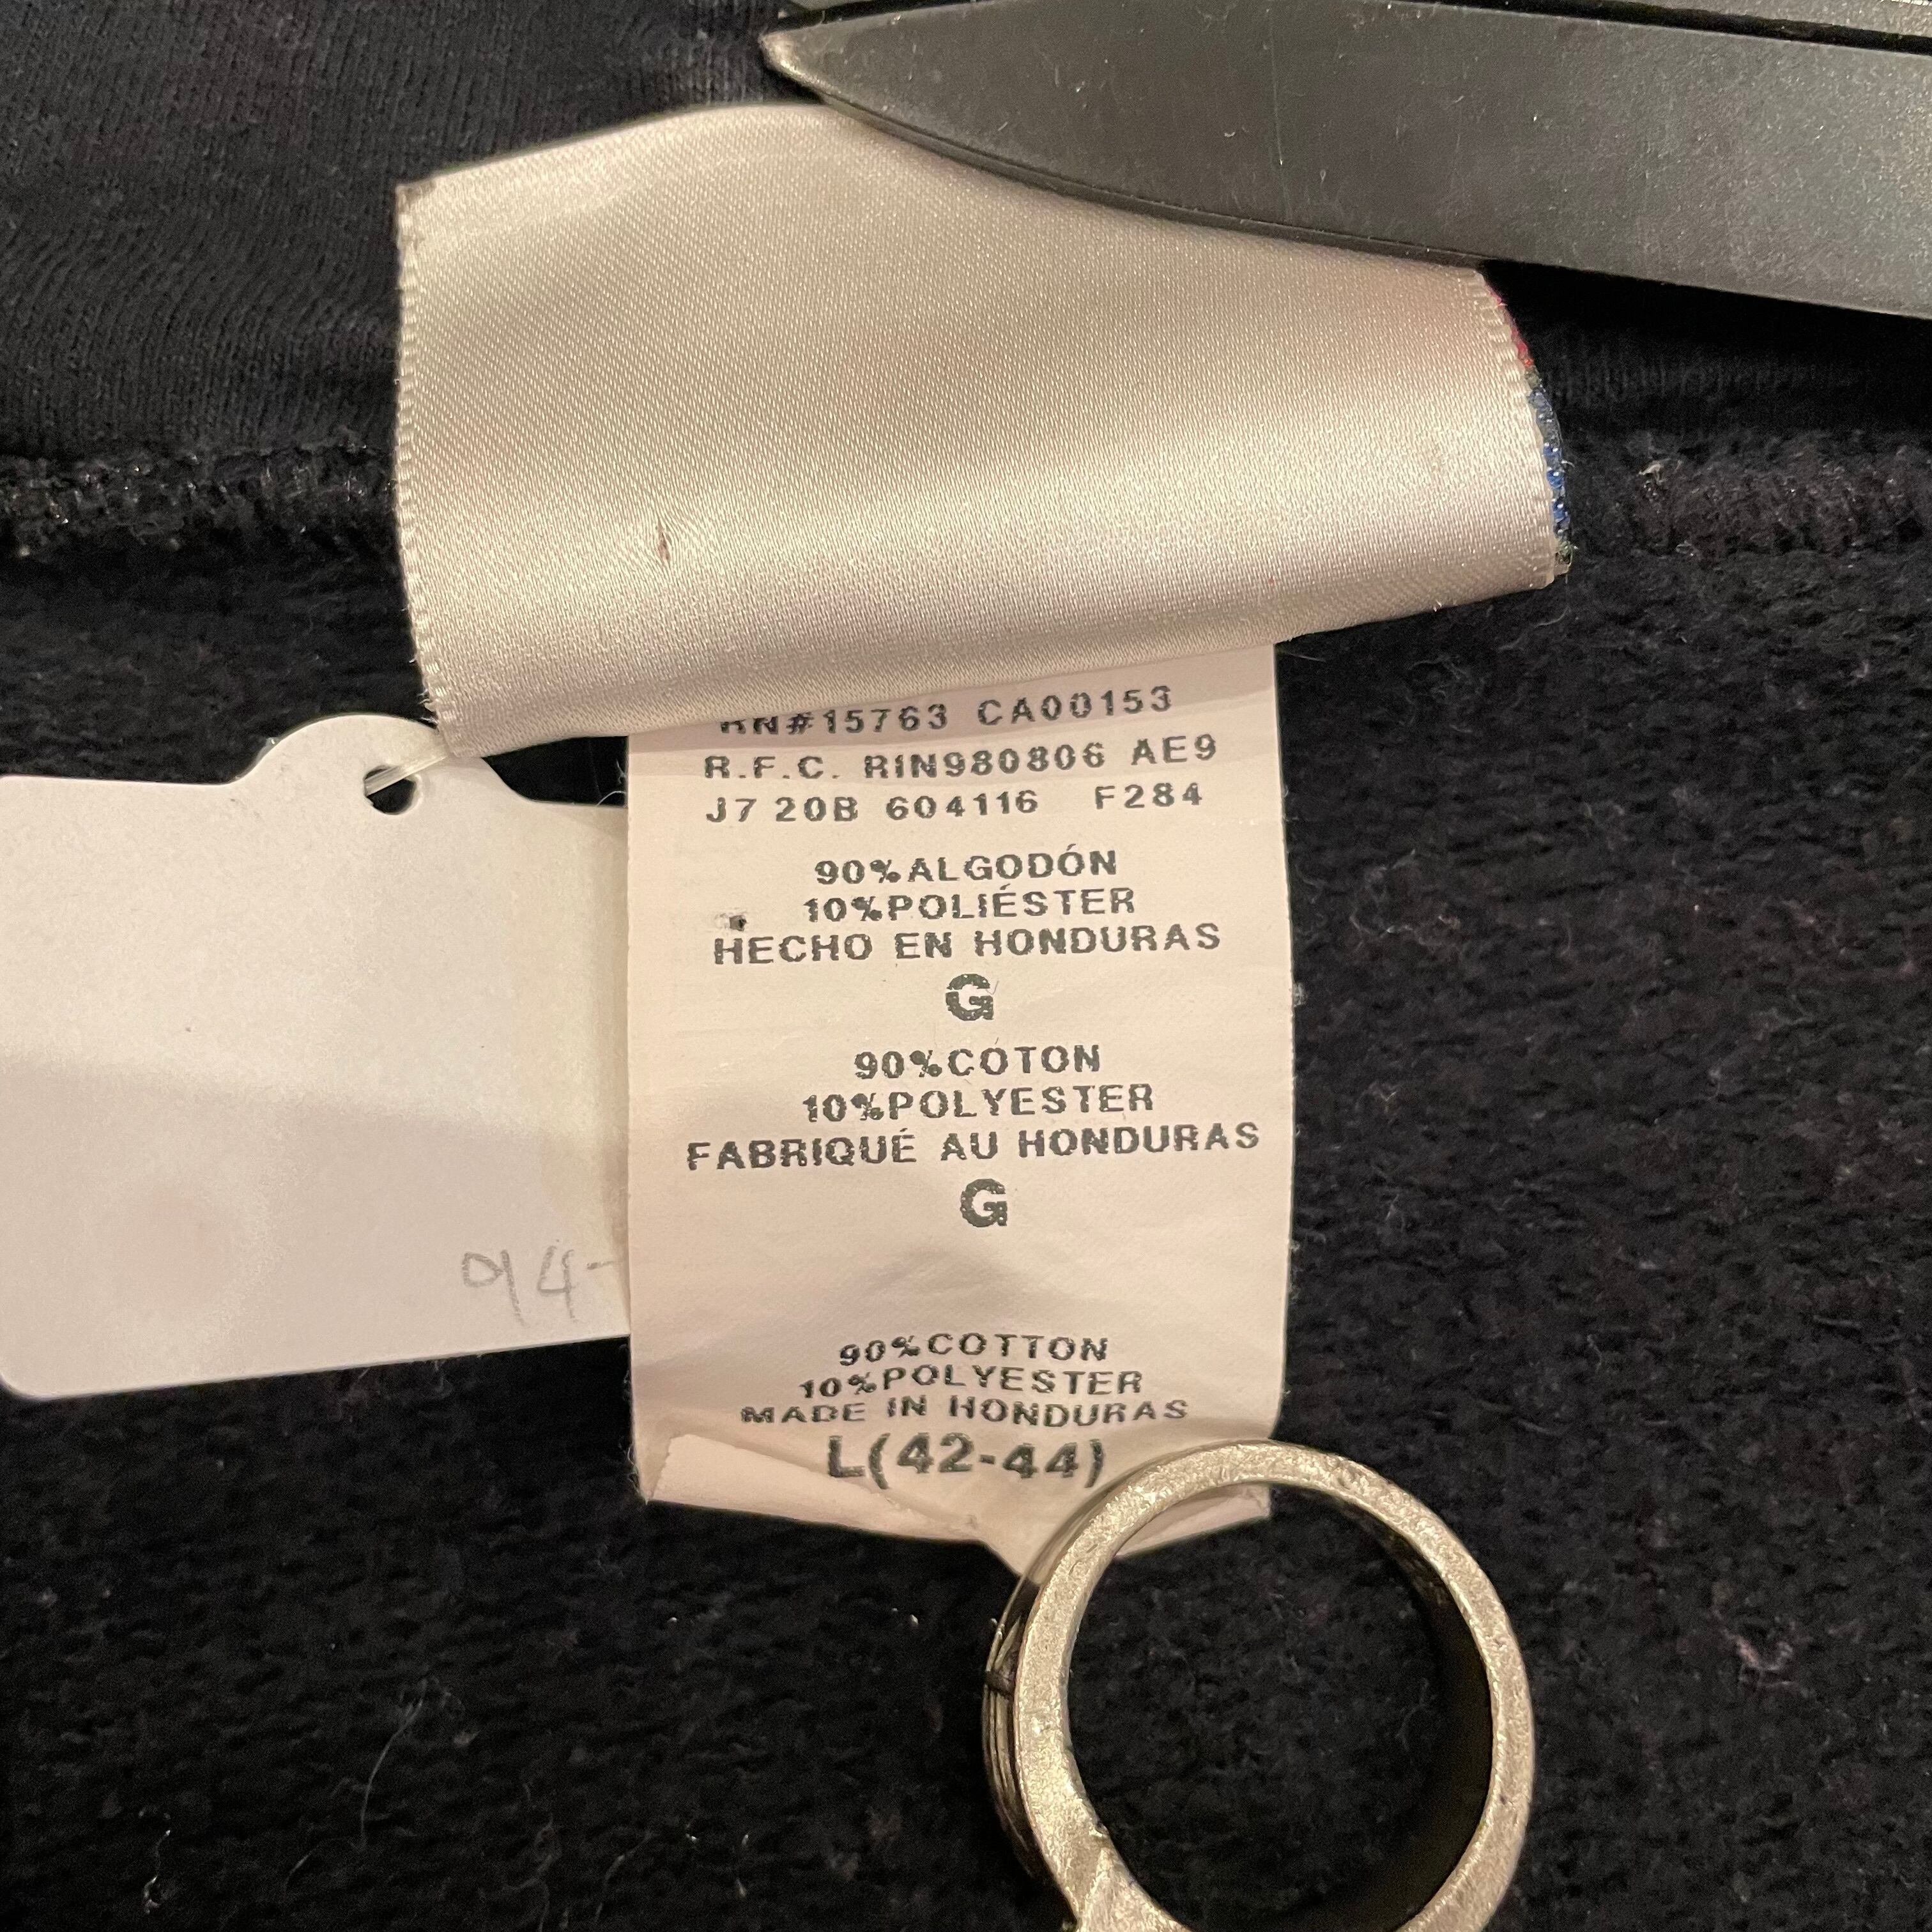 RN#15763 CA00153
R.F.C. RIN980806 AE9
J7 20B 604116 F284
90%ALGODÓN
10%POLIÉSTER
HECHO EN HONDURAS
G
90%COTON
10%POLYESTER
FABRIQUÉ AU HONDURAS
G
90%COTTON
10%POLYESTER
MADE IN HONDURAS
L(42-44)